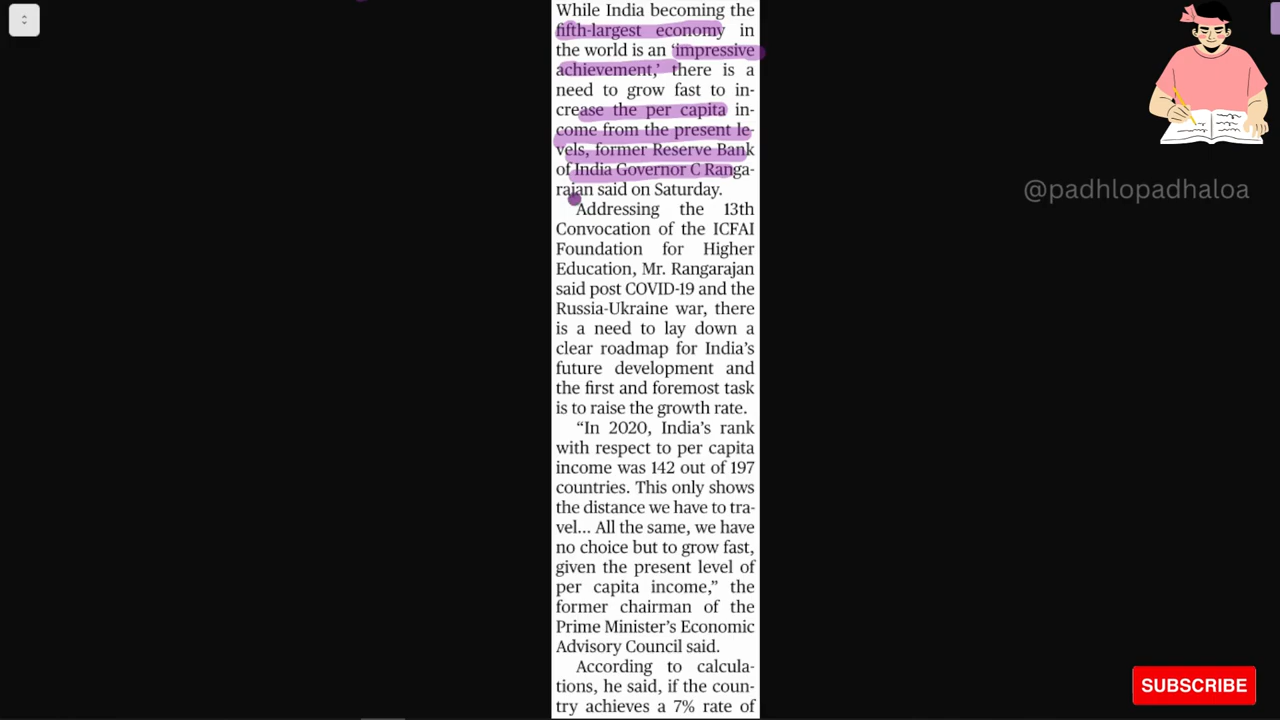 While India becoming the
fifth-largest economy in
the world is an ‘impressive
achievement,’ there is a
need to grow fast to in-
crease the per capita in-
come from the present le-
vels, former Reserve Bank
of India Governor C Ranga-
rajan said on Saturday.
Addressing the 13th
Convocation of the ICFAI
Foundation for Higher
Education, Mr. Rangarajan
said post COVID-19 and the
Russia-Ukraine war, there
is a need to lay down a
clear roadmap for India’s
future development and
the first and foremost task
is to raise the growth rate.
“In 2020, India’s rank
with respect to per capita
income was 142 out of 197
countries. This only shows
the distance we have to tra-
vel... All the same, we have
no choice but to grow fast,
given the present level of
per capita income,” the
former chairman of the
Prime Minister’s Economic
Advisory Council said.
According to calcula-
tions, he said, if the coun-
try achieves a 7% rate of
@padhlopadhaloa
SUBSCRIBE